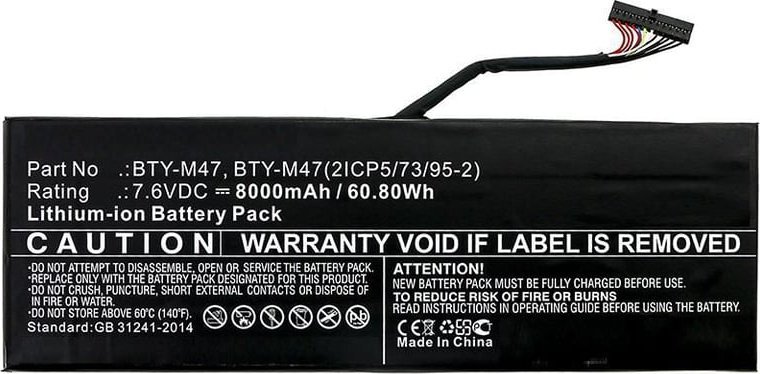 Part No .:BTY-M47, BTY-M47(2ICP5/73/95-2)
Rating .:7.6VDC ⎓ 8000mAh / 60.80Wh
Lithium-ion Battery Pack
CAUTION WARRANTY VOID IF LABEL IS REMOVED
•DO NOT ATTEMPT TO DISASSEMBLE, OPEN OR SERVICE THE BATTERY PACK.
•REPLACE ONLY WITH THE BATTERY PACK DESIGNATED FOR THIS PRODUCT.
•DO NOT CRUSH, PUNCTURE, SHORT EXTERNAL CONTACTS OR DISPOSE OF
IN FIRE OR WATER.
•DO NOT STORE ABOVE 60°C (140°F).
Standard:GB 31241-2014
ATTENTION!
NEW BATTERY PACK MUST BE FULLY CHARGED BEFORE USE.
TO REDUCE RISK OF FIRE OR BURNS
READ INSTRUCTIONS IN OPERATING GUIDE BEFORE USING THE BATTERY.
CE
Made In China